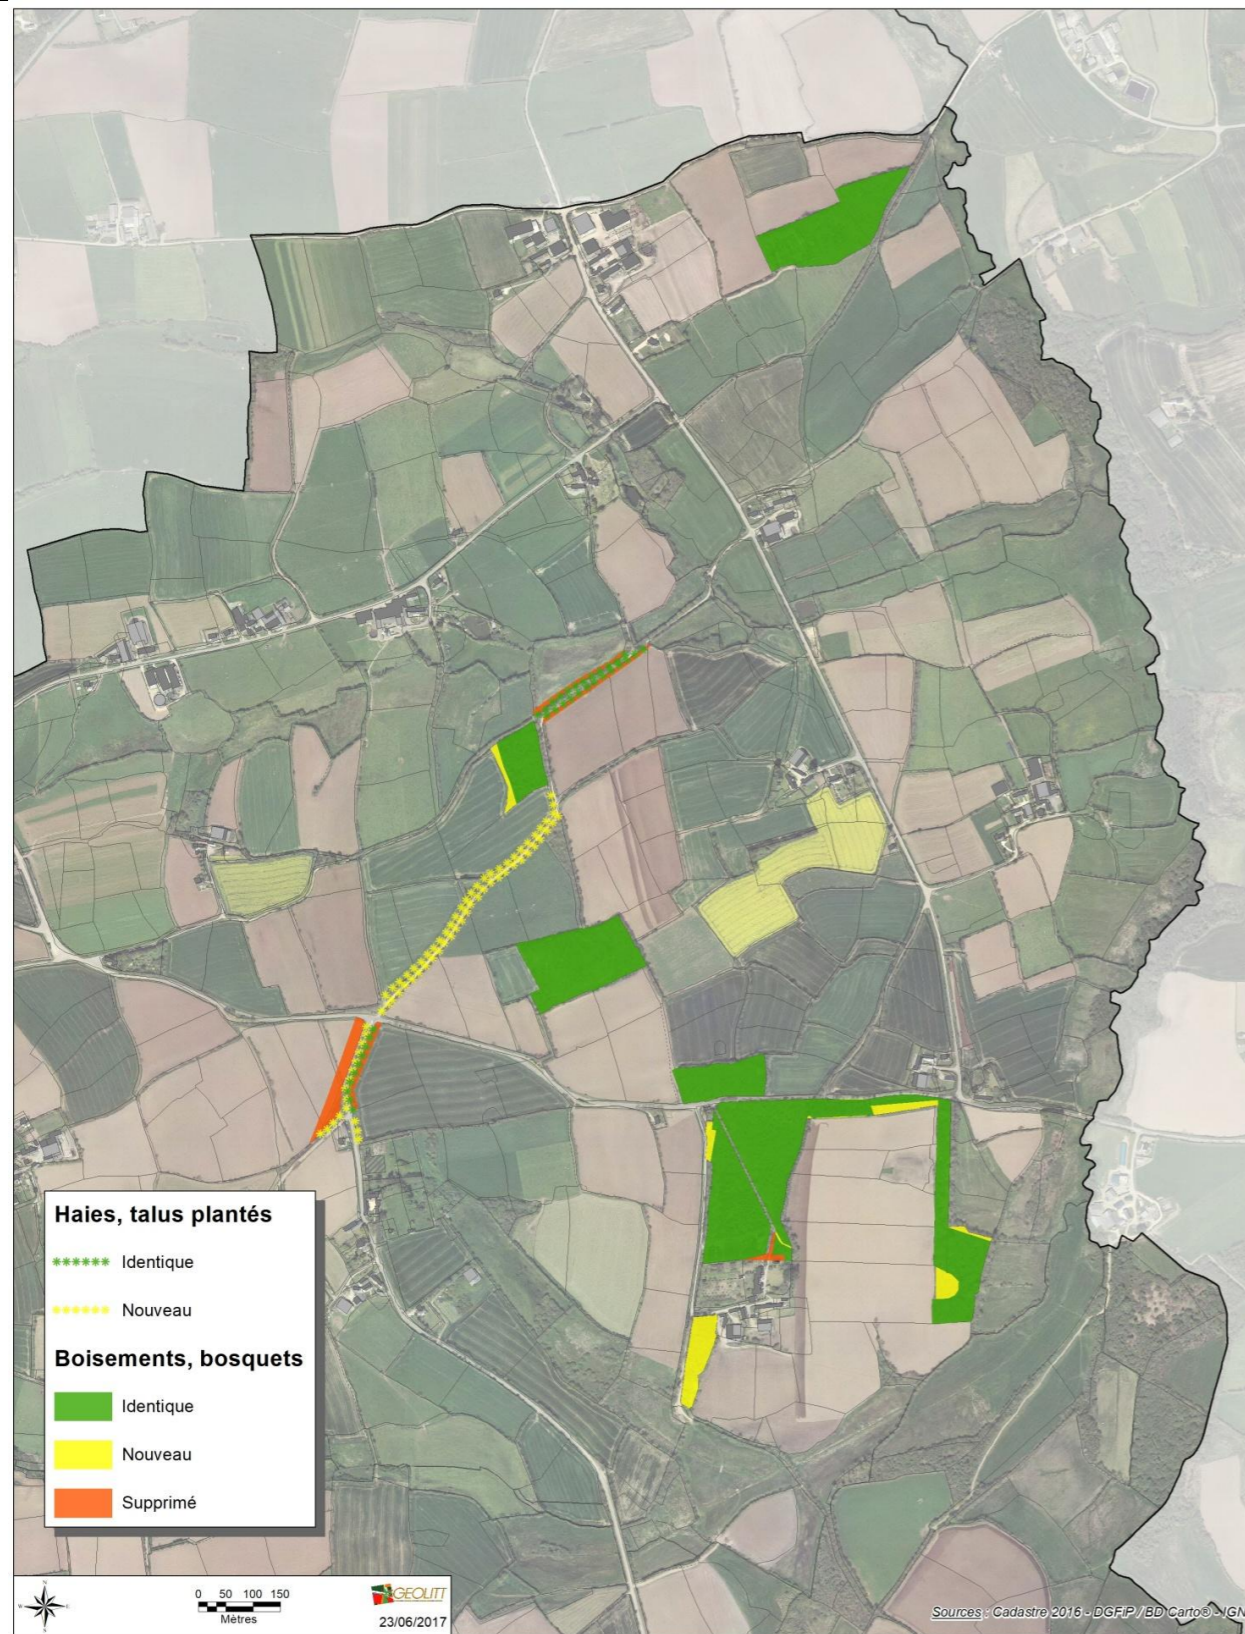 Haies, talus plantés
Identique
Nouveau
Boisements, bosquets
Identique
Nouveau
Supprimé
N
W E
S
0 50 100 150
Mètres
GEOLITT
23/06/2017
Sources : Cadastre 2016 - DGFiP / BD Carto® - IGN